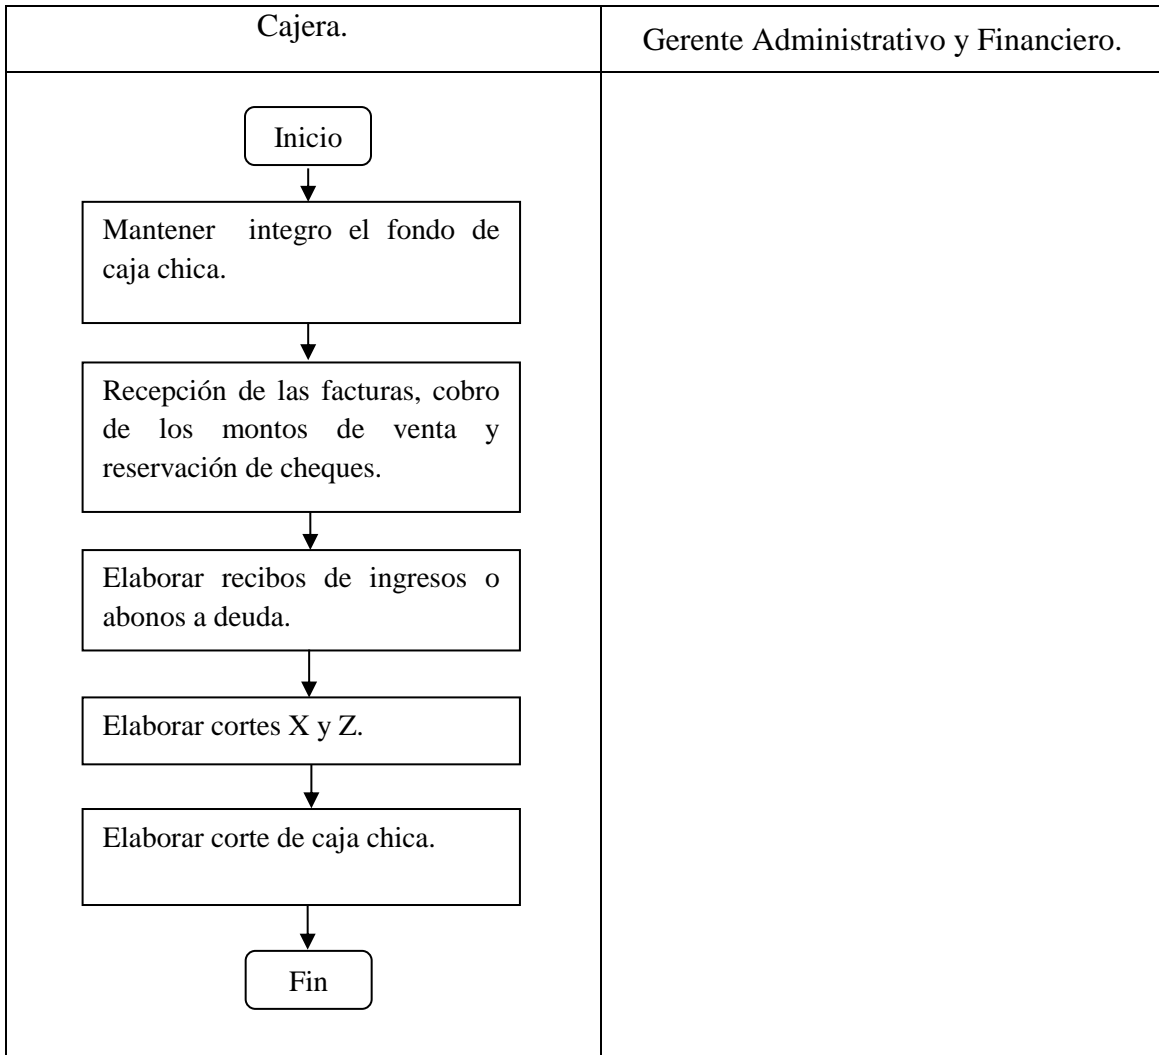 Cajera.
Gerente Administrativo y Financiero.
Inicio
Mantener integro el fondo de
caja chica.
Recepción de las facturas, cobro
de los montos de venta y
reservación de cheques.
Elaborar recibos de ingresos o
abonos a deuda.
Elaborar cortes X y Z.
Elaborar corte de caja chica.
Fin